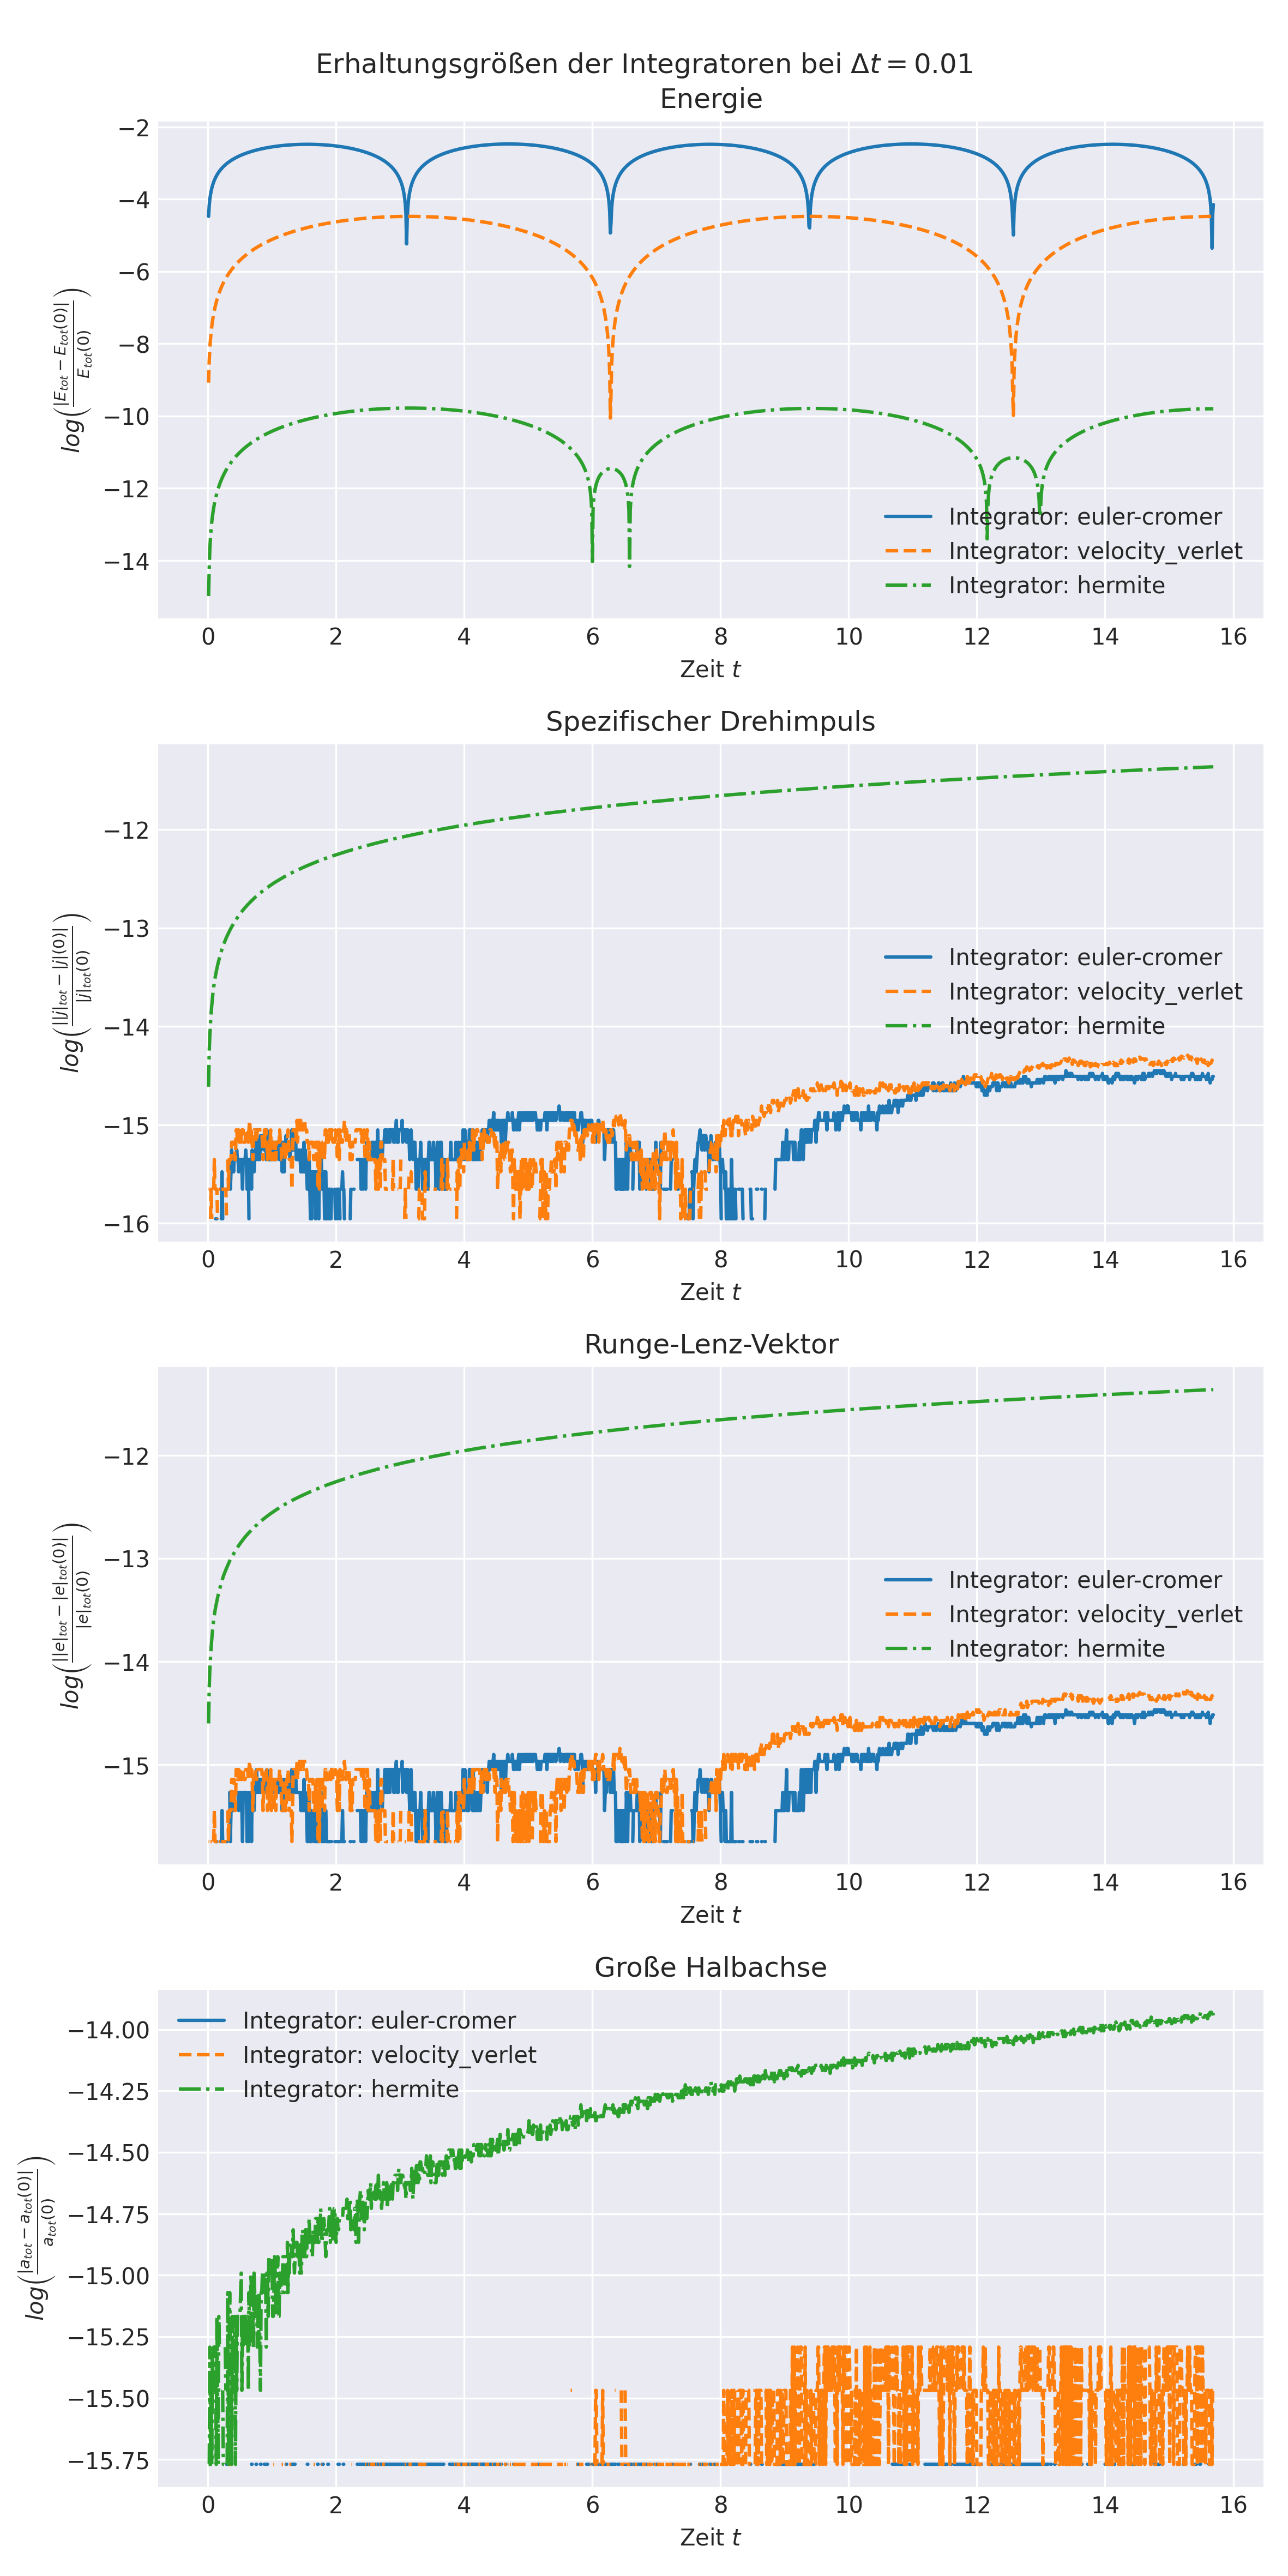 Erhaltungsgrößen der Integratoren bei Δt = 0.01
Energie
−2
−4
−6
−8
−10
−12
−14
log(|E_tot − E_tot(0)| / E_tot(0))
Integrator: euler-cromer
Integrator: velocity_verlet
Integrator: hermite
0 2 4 6 8 10 12 14 16
Zeit t
Spezifischer Drehimpuls
−12
−13
−14
−15
−16
log(||j|_tot − |j|(0)| / |j|_tot(0))
Integrator: euler-cromer
Integrator: velocity_verlet
Integrator: hermite
0 2 4 6 8 10 12 14 16
Zeit t
Runge-Lenz-Vektor
−12
−13
−14
−15
log(||e|_tot − |e|_tot(0)| / |e|_tot(0))
Integrator: euler-cromer
Integrator: velocity_verlet
Integrator: hermite
0 2 4 6 8 10 12 14 16
Zeit t
Große Halbachse
Integrator: euler-cromer
Integrator: velocity_verlet
Integrator: hermite
−14.00
−14.25
−14.50
−14.75
−15.00
−15.25
−15.50
−15.75
log(|a_tot − a_tot(0)| / a_tot(0))
0 2 4 6 8 10 12 14 16
Zeit t